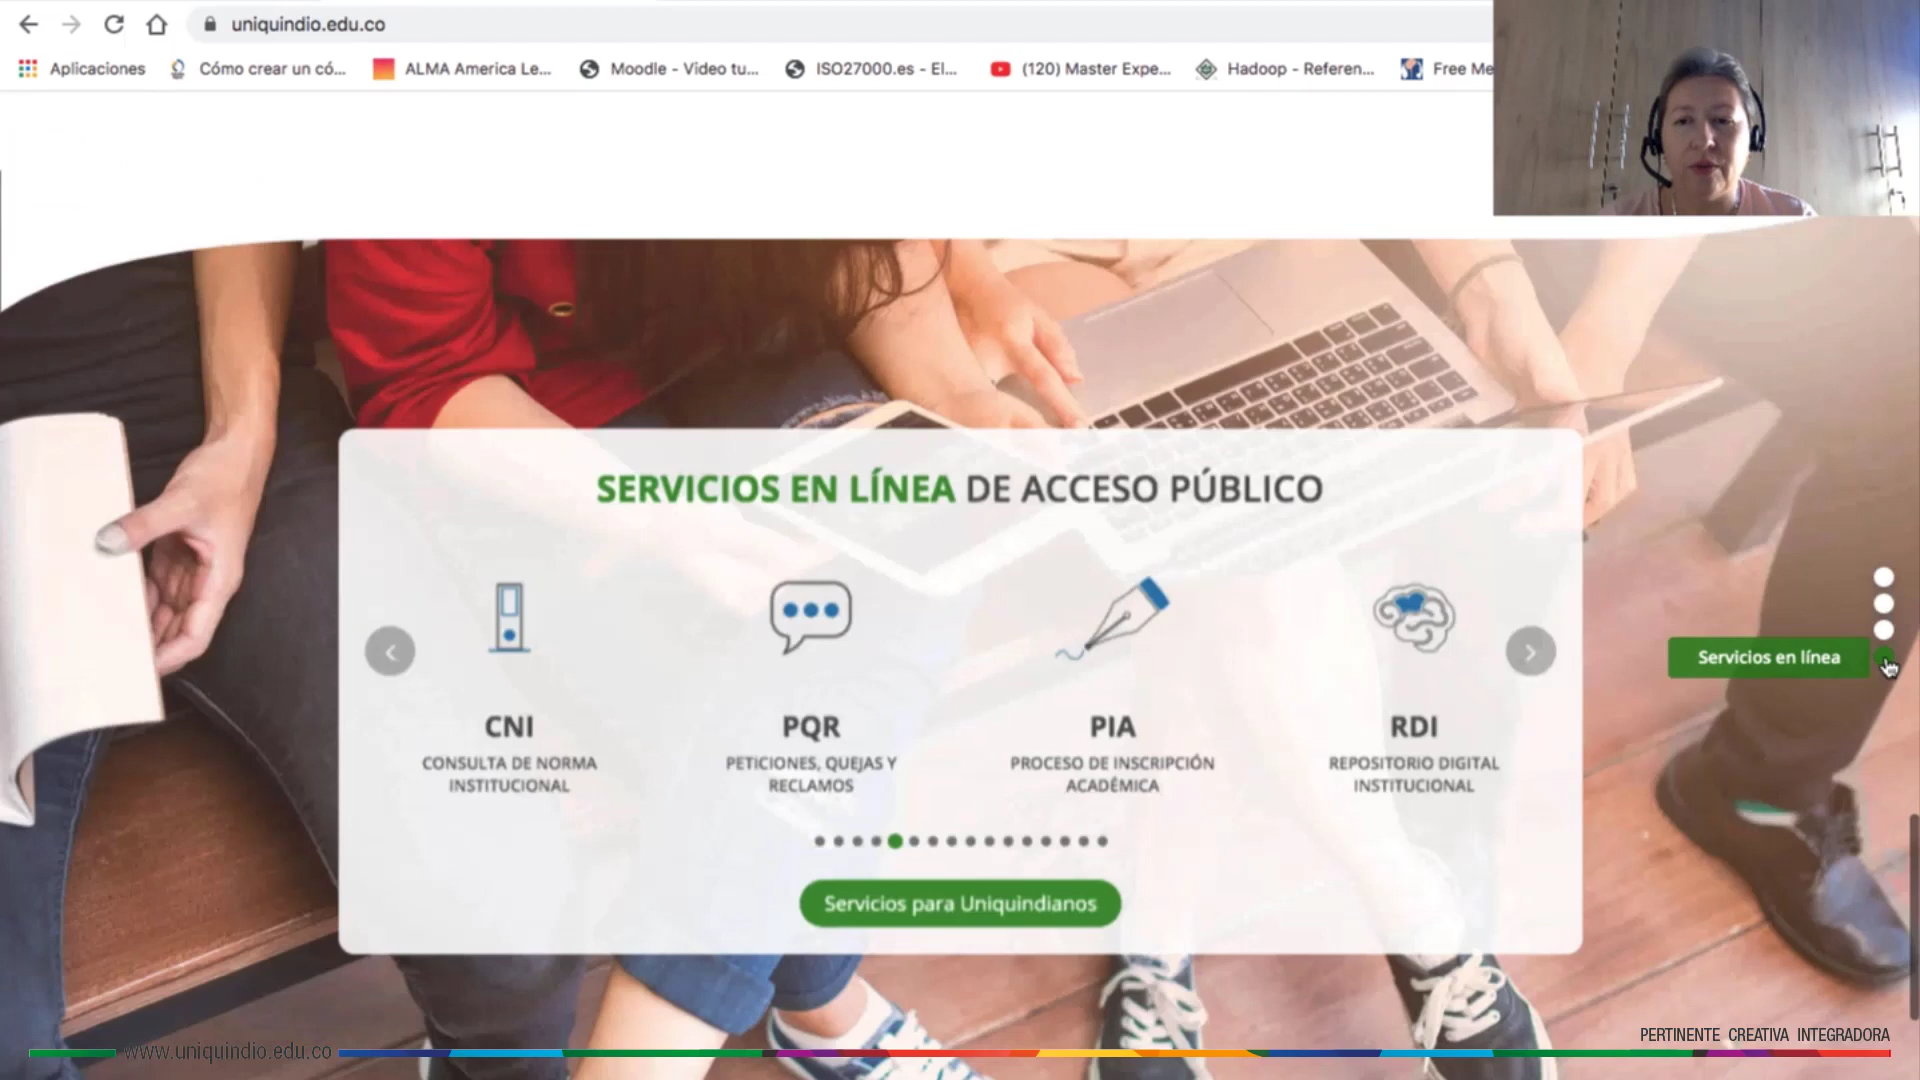 uniquindio.edu.co
Aplicaciones
Cómo crear un có...
ALMA America Le...
Moodle - Video tu...
ISO27000.es - El...
(120) Master Expe...
Hadoop - Referen...
Free Me
SERVICIOS EN LÍNEA DE ACCESO PÚBLICO
CNI
CONSULTA DE NORMA
INSTITUCIONAL
PQR
PETICIONES, QUEJAS Y
RECLAMOS
PIA
PROCESO DE INSCRIPCIÓN
ACADÉMICA
RDI
REPOSITORIO DIGITAL
INSTITUCIONAL
Servicios en línea
Servicios para Uniquindianos
PERTINENTE CREATIVA INTEGRADORA
www.uniquindio.edu.co